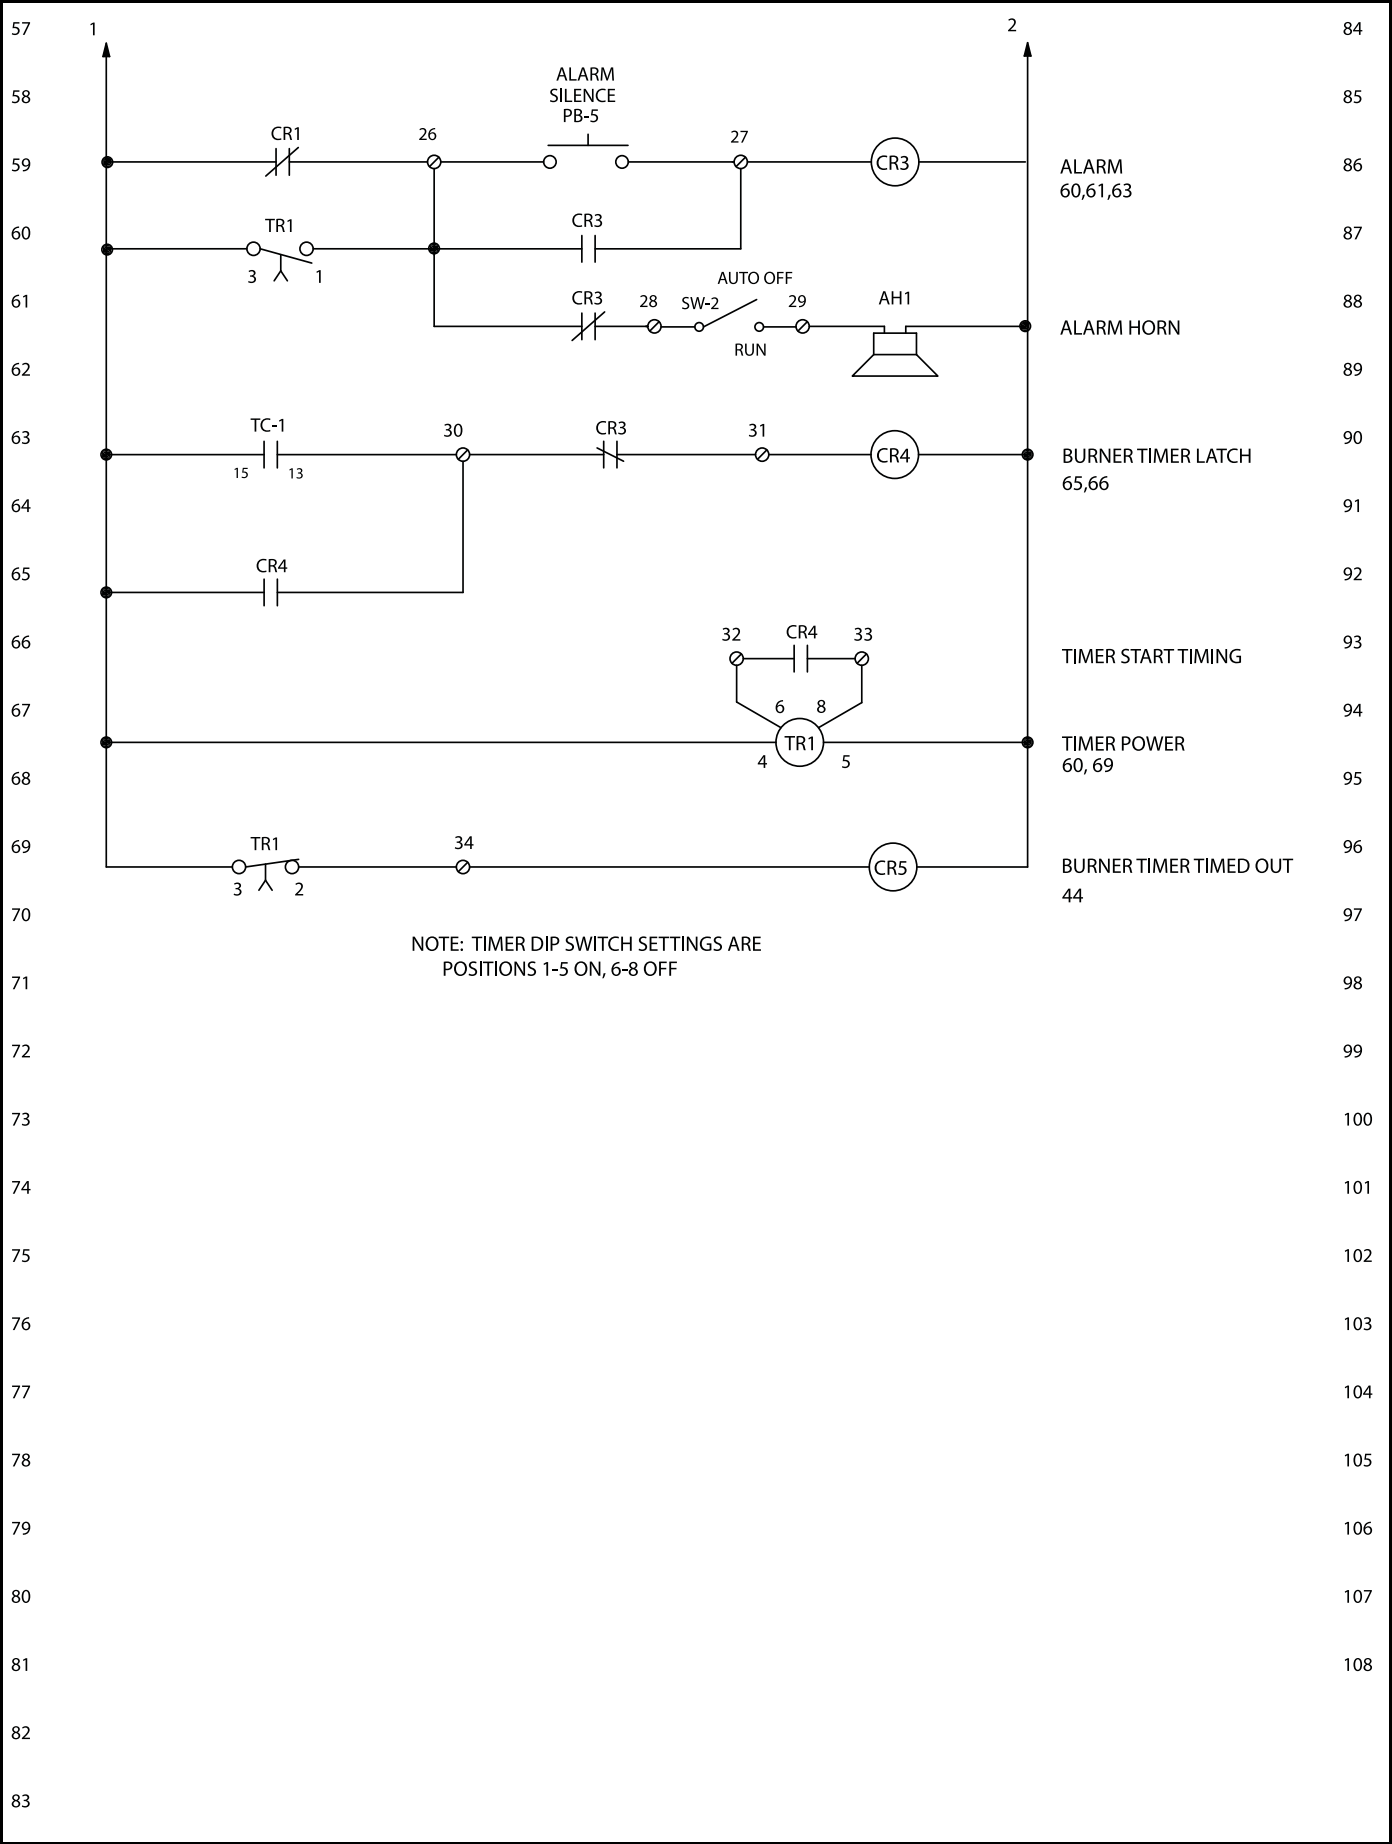 57 1 2 84
ALARM
58 SILENCE 85
PB-5
CR1 26 27
59 CR3 ALARM 86
60,61,63
TR1 CR3
60 87
3 1
AUTO OFF
61 CR3 28 SW-2 29 AH1 88
ALARM HORN
RUN
62 89
TC-1 30 CR3 31
63 90
CR4 BURNER TIMER LATCH
15 13
65,66
64 91
CR4
65 92
32 CR4 33
66 93
TIMER START TIMING
6 8
67 94
TR1 TIMER POWER
4 5 60, 69
68 95
TR1 34
69 96
CR5 BURNER TIMER TIMED OUT
3 2 44
70 97
NOTE: TIMER DIP SWITCH SETTINGS ARE
POSITIONS 1-5 ON, 6-8 OFF
71 98
72 99
73 100
74 101
75 102
76 103
77 104
78 105
79 106
80 107
81 108
82
83